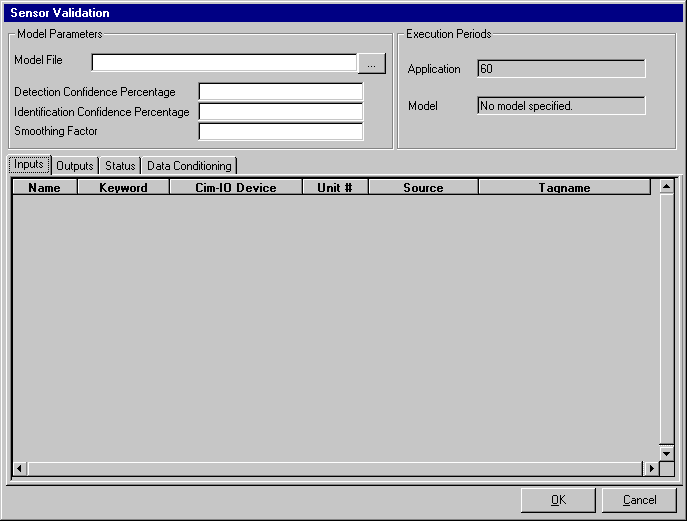 Sensor Validation
Model Parameters
Model File
...
Detection Confidence Percentage
Identification Confidence Percentage
Smoothing Factor
Execution Periods
Application 60
Model No model specified.
Inputs Outputs Status Data Conditioning
Name Keyword Cim-IO Device Unit # Source Tagname
OK Cancel